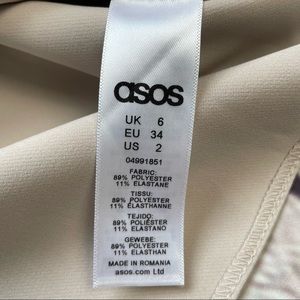 asos
UK 6
EU 34
US 2
04991851
FABRIC:
89% POLYESTER
11% ELASTANE
TISSU:
89% POLYESTER
11% ELASTHANNE
TEJIDO:
89% POLIÉSTER
11% ELASTANO
GEWEBE:
89% POLYESTER
11% ELASTHAN
MADE IN ROMANIA
asos.com Ltd